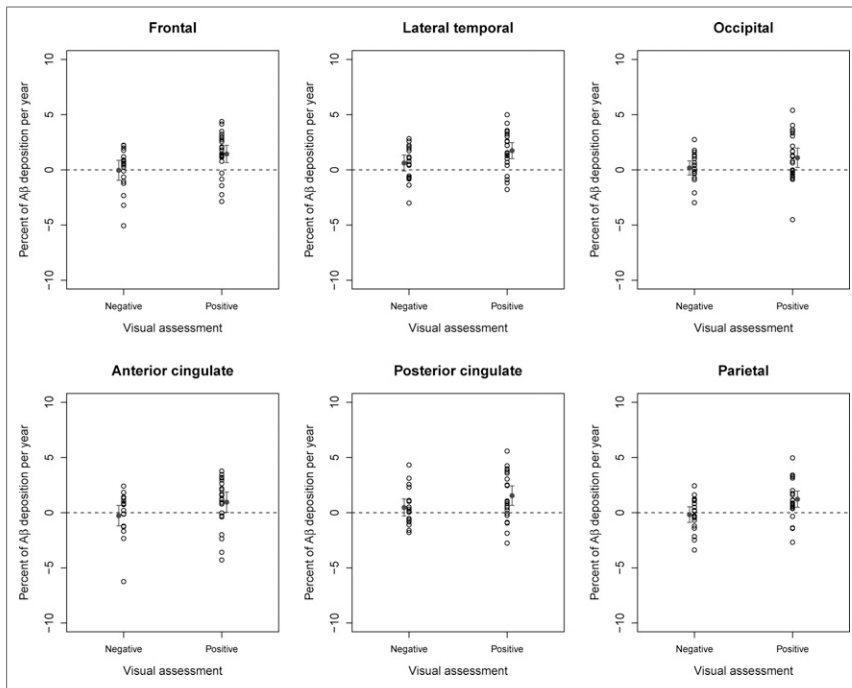 Frontal
Lateral temporal
Occipital
Percent of Aβ deposition per year
10
5
0
−5
−10
Negative
Positive
Visual assessment
Percent of Aβ deposition per year
10
5
0
−5
−10
Negative
Positive
Visual assessment
Percent of Aβ deposition per year
10
5
0
−5
−10
Negative
Positive
Visual assessment
Anterior cingulate
Posterior cingulate
Parietal
Percent of Aβ deposition per year
10
5
0
−5
−10
Negative
Positive
Visual assessment
Percent of Aβ deposition per year
10
5
0
−5
−10
Negative
Positive
Visual assessment
Percent of Aβ deposition per year
10
5
0
−5
−10
Negative
Positive
Visual assessment